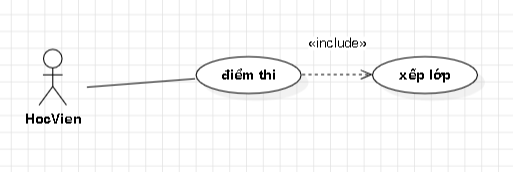 «include»
điểm thi
xếp lớp
HocVien